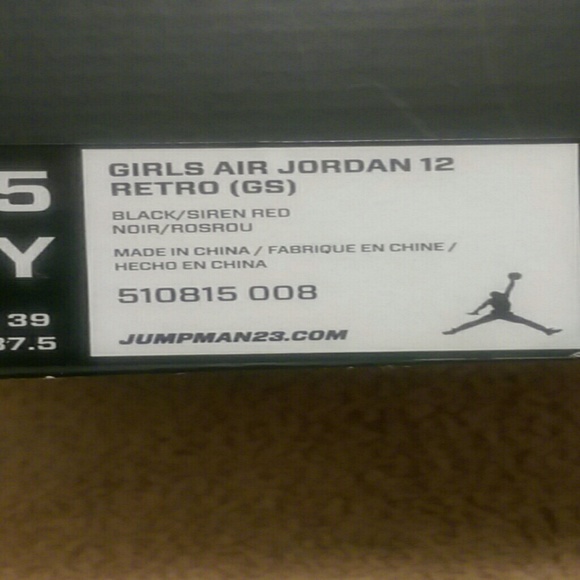 5
Y
39
37.5
GIRLS AIR JORDAN 12
RETRO (GS)
BLACK/SIREN RED
NOIR/ROSROU
MADE IN CHINA / FABRIQUE EN CHINE /
HECHO EN CHINA
510815 008
JUMPMAN23.COM